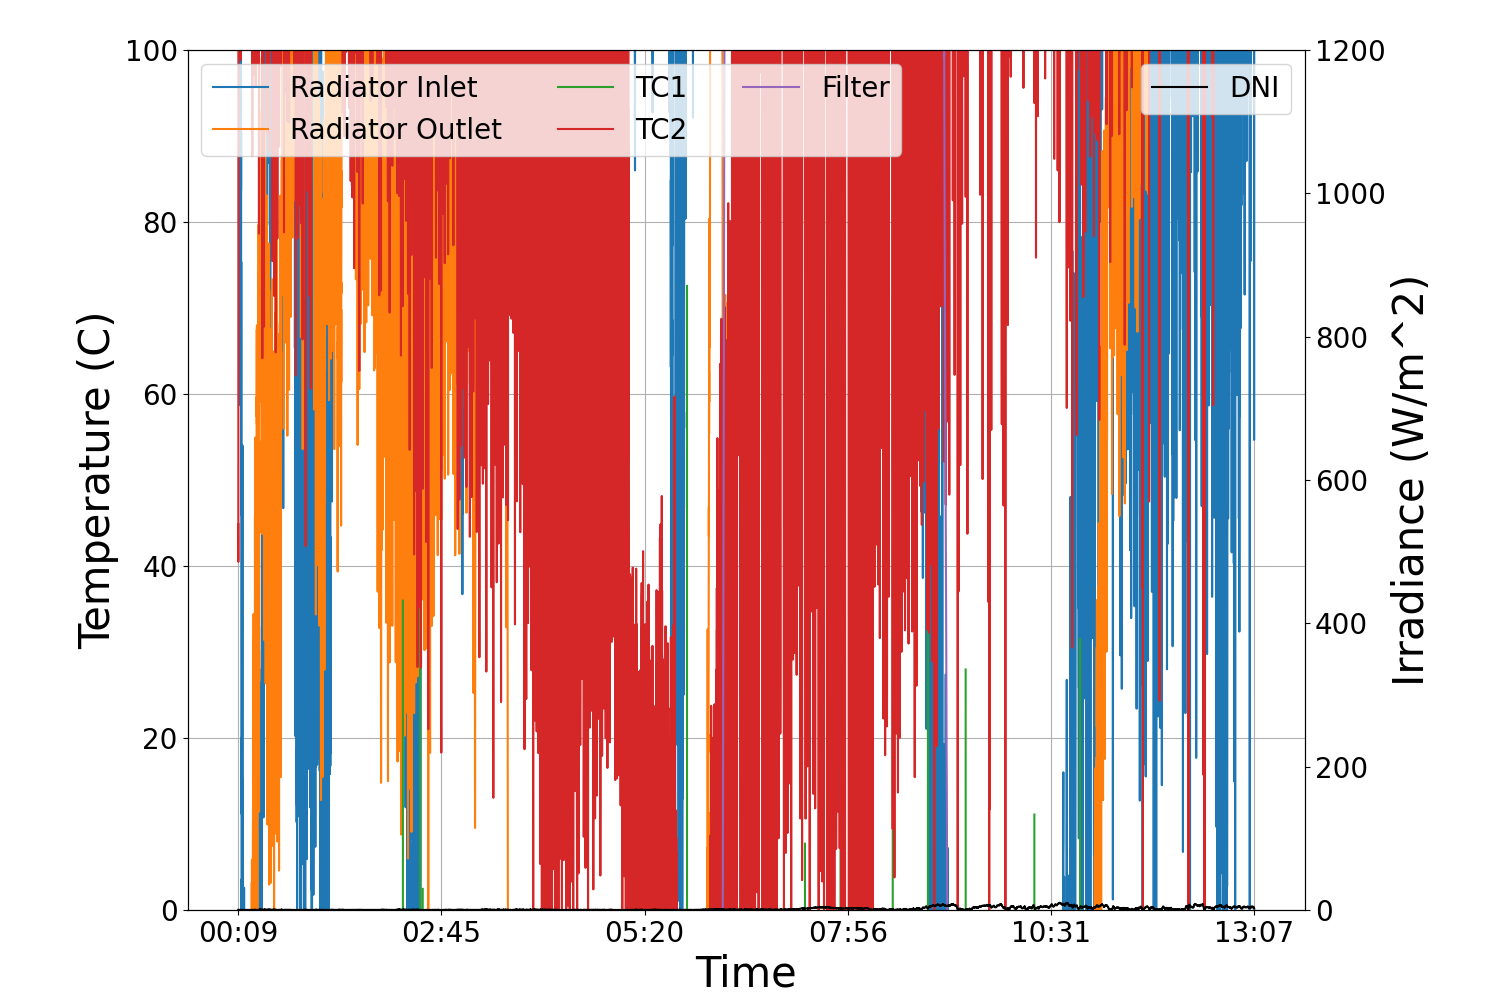 100
80
60
40
20
0
Temperature (C)
Radiator Inlet
Radiator Outlet
TC1
TC2
Filter
DNI
1200
1000
800
600
400
200
0
Irradiance (W/m^2)
00:09
02:45
05:20
07:56
10:31
13:07
Time